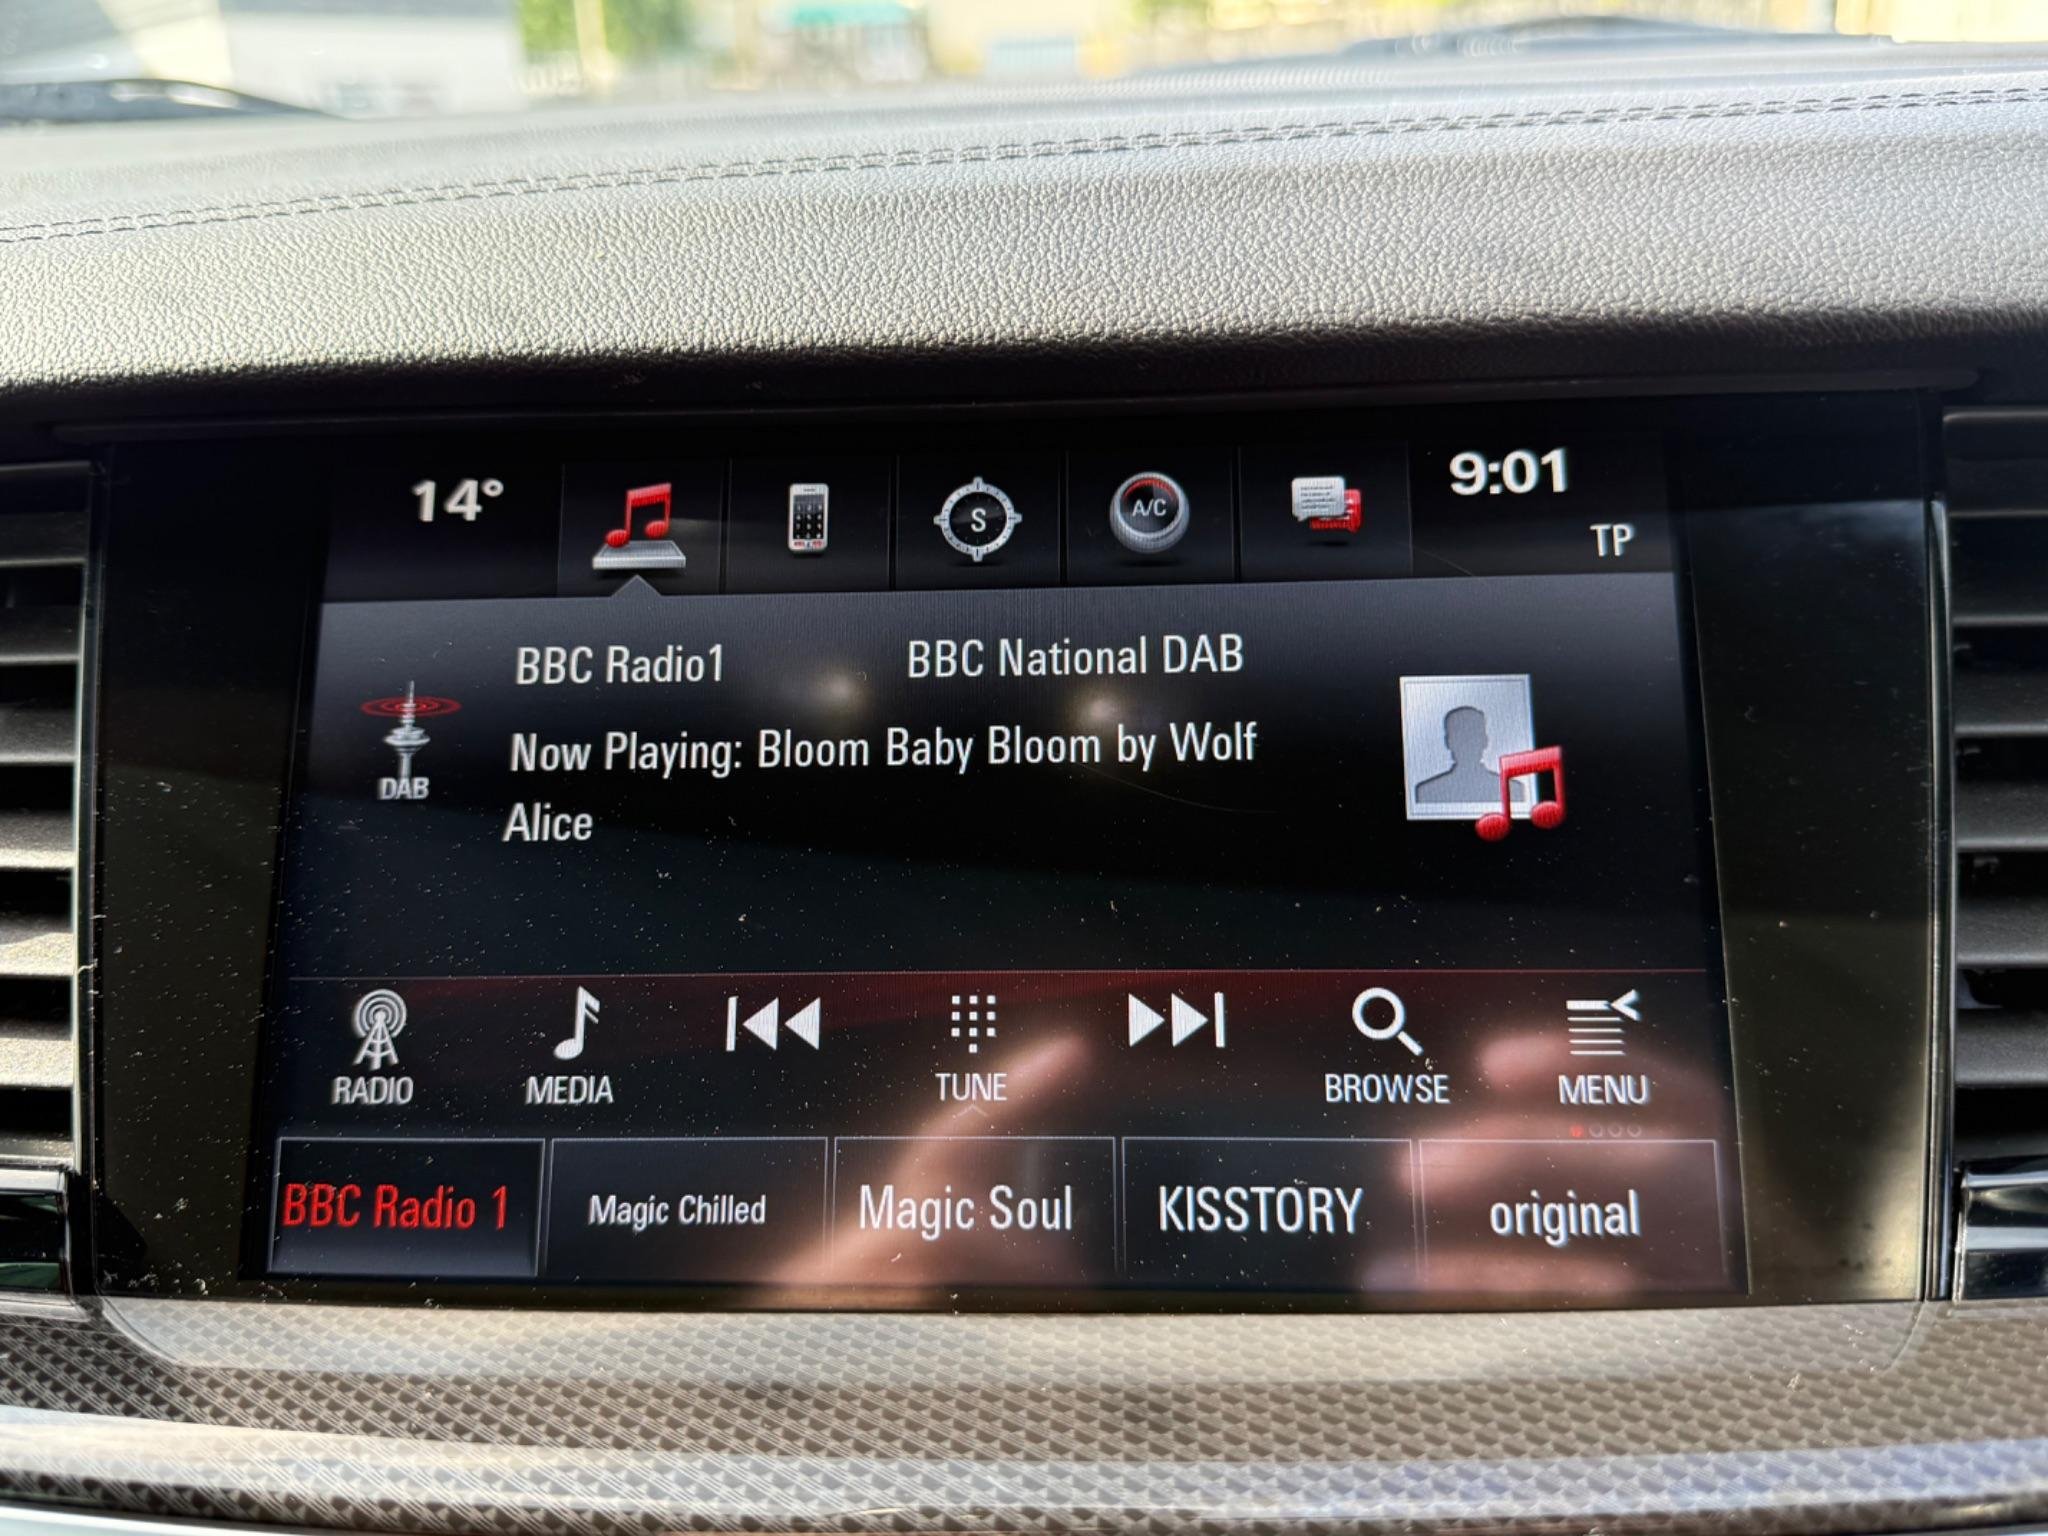 14°
S
A/C
9:01
TP
BBC Radio1
BBC National DAB
DAB
Now Playing: Bloom Baby Bloom by Wolf
Alice
RADIO
MEDIA
TUNE
BROWSE
MENU
BBC Radio 1
Magic Chilled
Magic Soul
KISSTORY
original